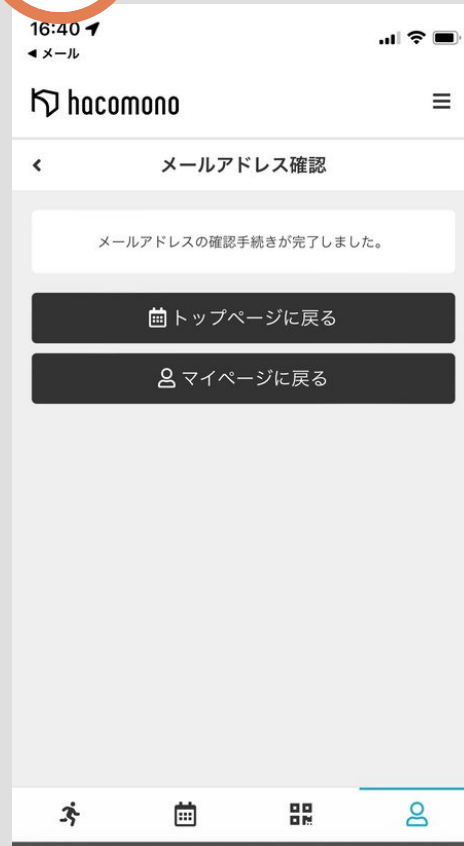 16:40
◀ メール
hacomono
メールアドレス確認
メールアドレスの確認手続きが完了しました。
トップページに戻る
マイページに戻る